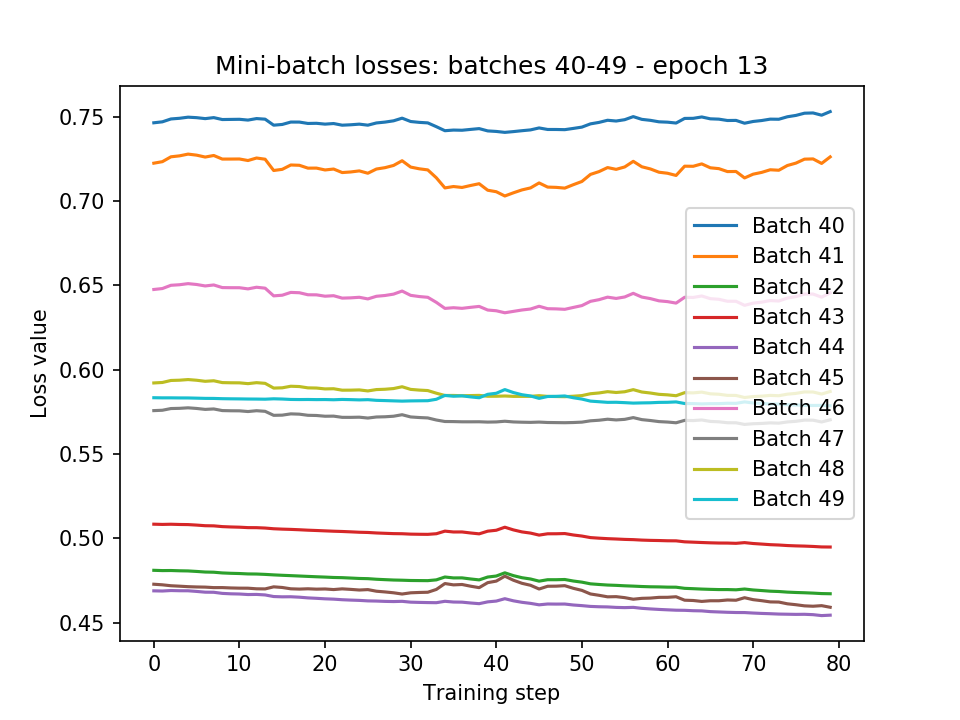 Mini-batch losses: batches 40-49 - epoch 13
0.75
0.70
0.65
0.60
0.55
0.50
0.45
Loss value
Batch 40
Batch 41
Batch 42
Batch 43
Batch 44
Batch 45
Batch 46
Batch 47
Batch 48
Batch 49
0 10 20 30 40 50 60 70 80
Training step